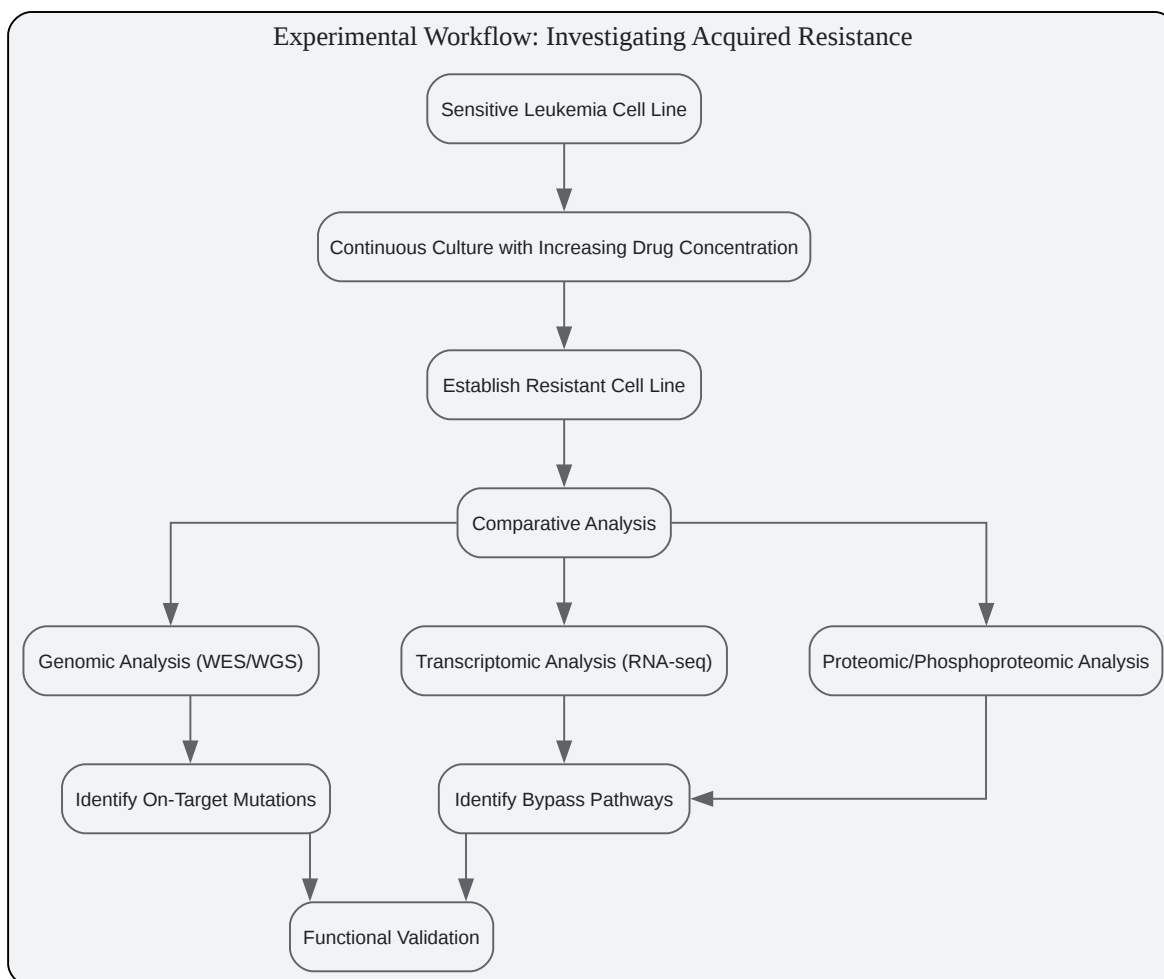 Experimental Workflow: Investigating Acquired Resistance
Sensitive Leukemia Cell Line
Continuous Culture with Increasing Drug Concentration
Establish Resistant Cell Line
Comparative Analysis
Genomic Analysis (WES/WGS)
Transcriptomic Analysis (RNA-seq)
Proteomic/Phosphoproteomic Analysis
Identify On-Target Mutations
Identify Bypass Pathways
Functional Validation